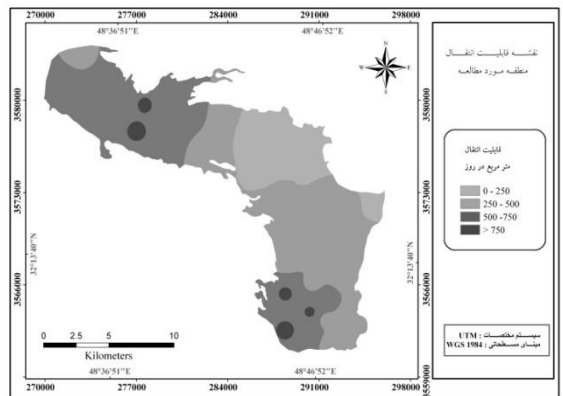 270000 277000 284000 291000 298000
48°36'51"E 48°46'52"E
نقشه قابلیت انتقال
منطقه مورد مطالعه
N
W E
S
3580000 3580000
قابلیت انتقال
متر مربع در روز
0 - 250
250 - 500
500 -750
> 750
3573000 3573000
32°13'40"N 32°13'40"N
3566000 3566000
0 2.5 5 10
Kilometers
سیستم مختصات : UTM
مبنای مسطحاتی : WGS 1984
48°36'51"E 48°46'52"E
3559000
270000 277000 284000 291000 298000